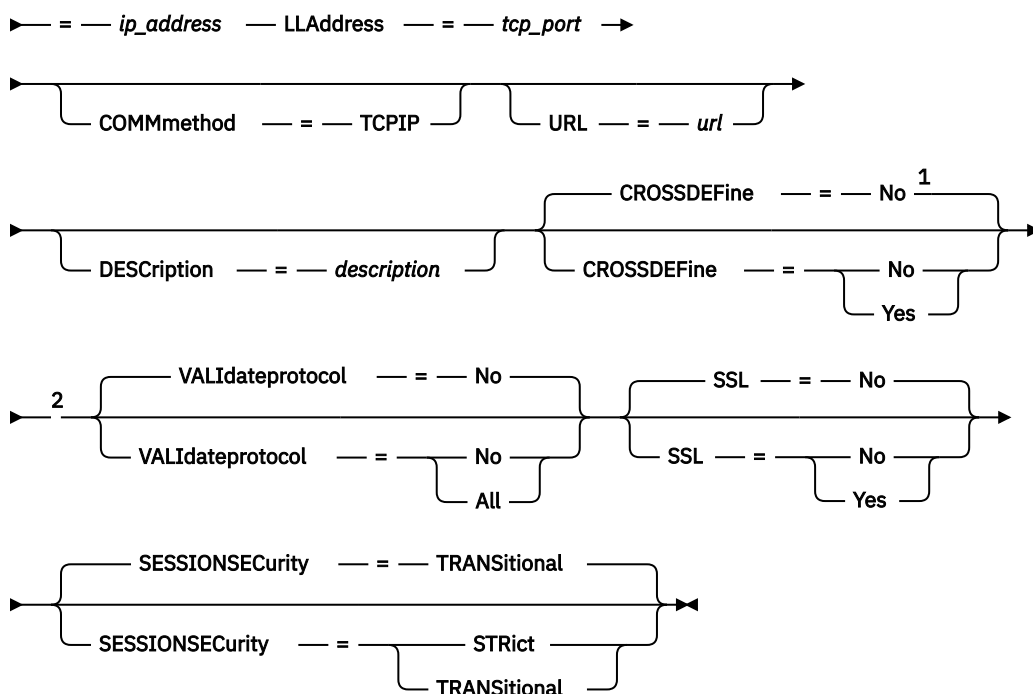 = ip_address LLAddress = tcp_port
COMMmethod = TCPIP URL = url
CROSSDEFine = No 1
DESCription = description CROSSDEFine = No
Yes
2 VALIdateprotocol = No SSL = No
VALIdateprotocol = No SSL = No
All Yes
SESSIONSECurity = TRANSitional
SESSIONSECurity = STRict
TRANSitional